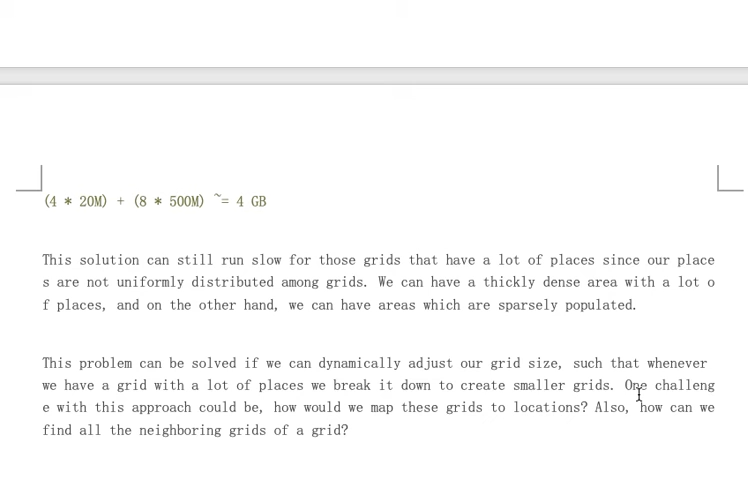 (4 * 20M) + (8 * 500M) ~= 4 GB
This solution can still run slow for those grids that have a lot of places since our place
s are not uniformly distributed among grids. We can have a thickly dense area with a lot o
f places, and on the other hand, we can have areas which are sparsely populated.
This problem can be solved if we can dynamically adjust our grid size, such that whenever
we have a grid with a lot of places we break it down to create smaller grids. One challeng
e with this approach could be, how would we map these grids to locations? Also, how can we
find all the neighboring grids of a grid?